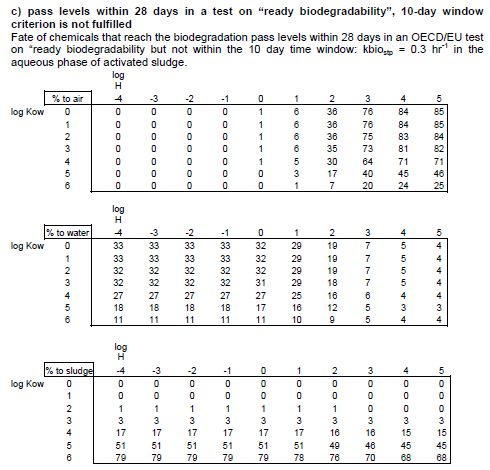 c) pass levels within 28 days in a test on “ready biodegradability”, 10-day window
criterion is not fulfilled
Fate of chemicals that reach the biodegradation pass levels within 28 days in an OECD/EU test
on “ready biodegradability but not within the 10 day time window: kbiostp = 0.3 hr-1 in the
aqueous phase of activated sludge.
log
H
% to air -4 -3 -2 -1 0 1 2 3 4 5
log Kow 0 0 0 0 0 1 6 36 76 84 85
1 0 0 0 0 1 6 36 76 84 85
2 0 0 0 0 1 6 36 75 83 84
3 0 0 0 0 1 6 35 73 81 82
4 0 0 0 0 1 5 30 64 71 71
5 0 0 0 0 0 3 17 40 45 46
6 0 0 0 0 0 1 7 20 24 25
log
H
% to water -4 -3 -2 -1 0 1 2 3 4 5
log Kow 0 33 33 33 33 32 29 19 7 5 4
1 33 33 33 33 32 29 19 7 5 4
2 32 32 32 32 32 29 19 7 5 4
3 32 32 32 32 31 29 18 7 5 4
4 27 27 27 27 27 25 16 6 4 4
5 18 18 18 18 17 16 12 5 3 3
6 11 11 11 11 11 10 9 5 4 4
log
H
% to sludge -4 -3 -2 -1 0 1 2 3 4 5
log Kow 0 0 0 0 0 0 0 0 0 0 0
1 0 0 0 0 0 0 0 0 0 0
2 1 1 1 1 1 1 1 0 0 0
3 3 3 3 3 3 3 3 3 3 3
4 17 17 17 17 17 17 16 16 15 15
5 51 51 51 51 51 51 49 46 45 45
6 79 79 79 79 79 78 76 70 68 68